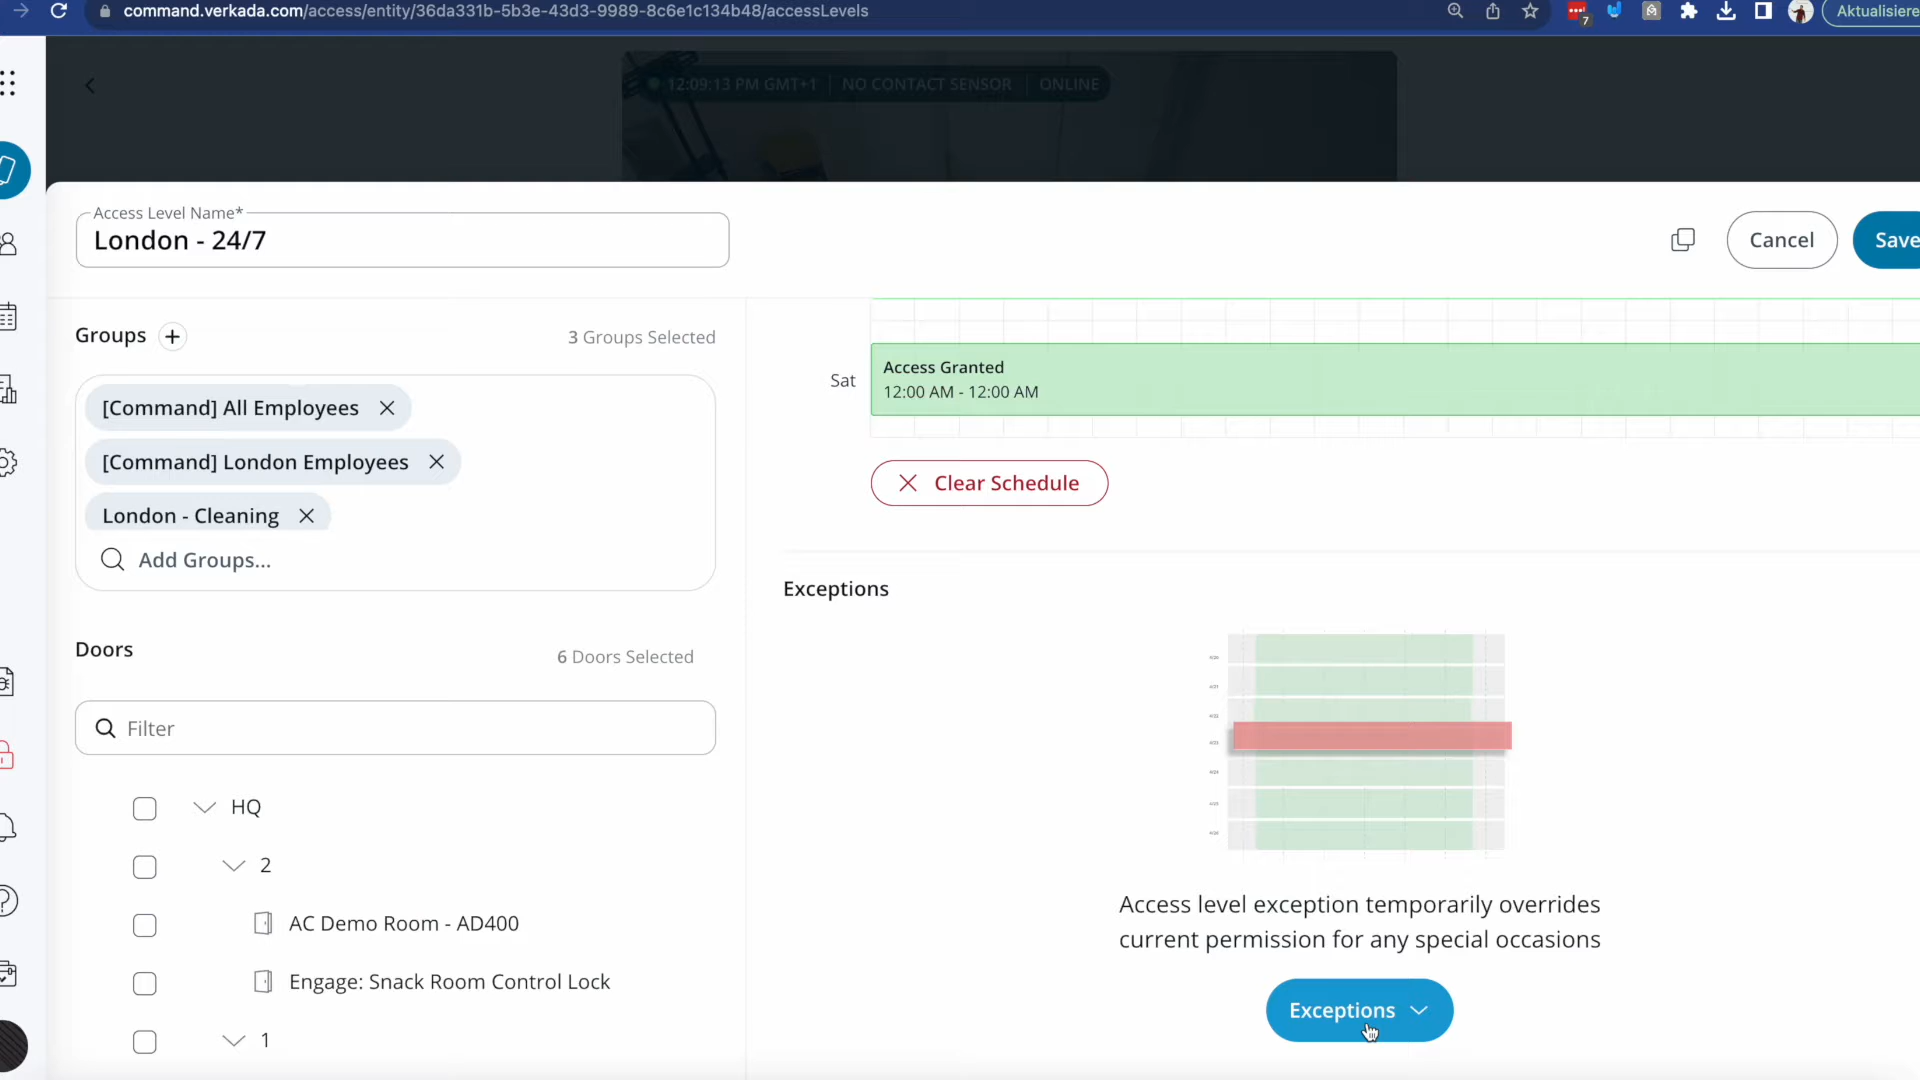 command.verkada.com/access/entity/36da331b-5b3e-43d3-9989-8c6e1c134b48/accessLevels
7
Aktualisiere
12:09:13 PM GMT+1 | NO CONTACT SENSOR | ONLINE
Access Level Name*
London - 24/7
Cancel
Save
Groups
3 Groups Selected
[Command] All Employees
[Command] London Employees
London - Cleaning
Add Groups...
Doors
6 Doors Selected
Filter
HQ
2
AC Demo Room - AD400
Engage: Snack Room Control Lock
1
Sat
Access Granted
12:00 AM - 12:00 AM
Clear Schedule
Exceptions
Access level exception temporarily overrides
current permission for any special occasions
Exceptions